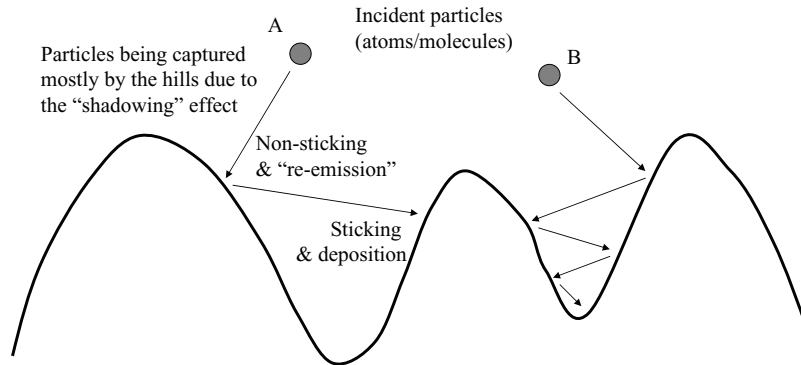 A
Incident particles
(atoms/molecules)
B
Particles being captured
mostly by the hills due to
the “shadowing” effect
Non-sticking
& “re-emission”
Sticking
& deposition